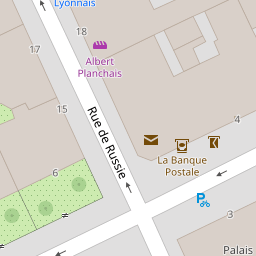 Lyonnais
18
17
Albert
Planchais
15
Rue de Russie
4
La Banque
Postale
6
3
Palais